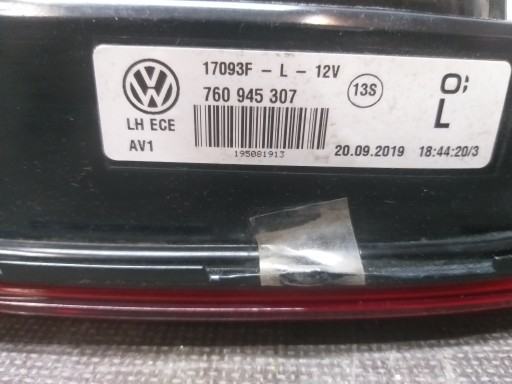 17093F - L - 12V
760 945 307
13S
LH ECE
AV1
195081913
L
20.09.2019 18:44:20/3